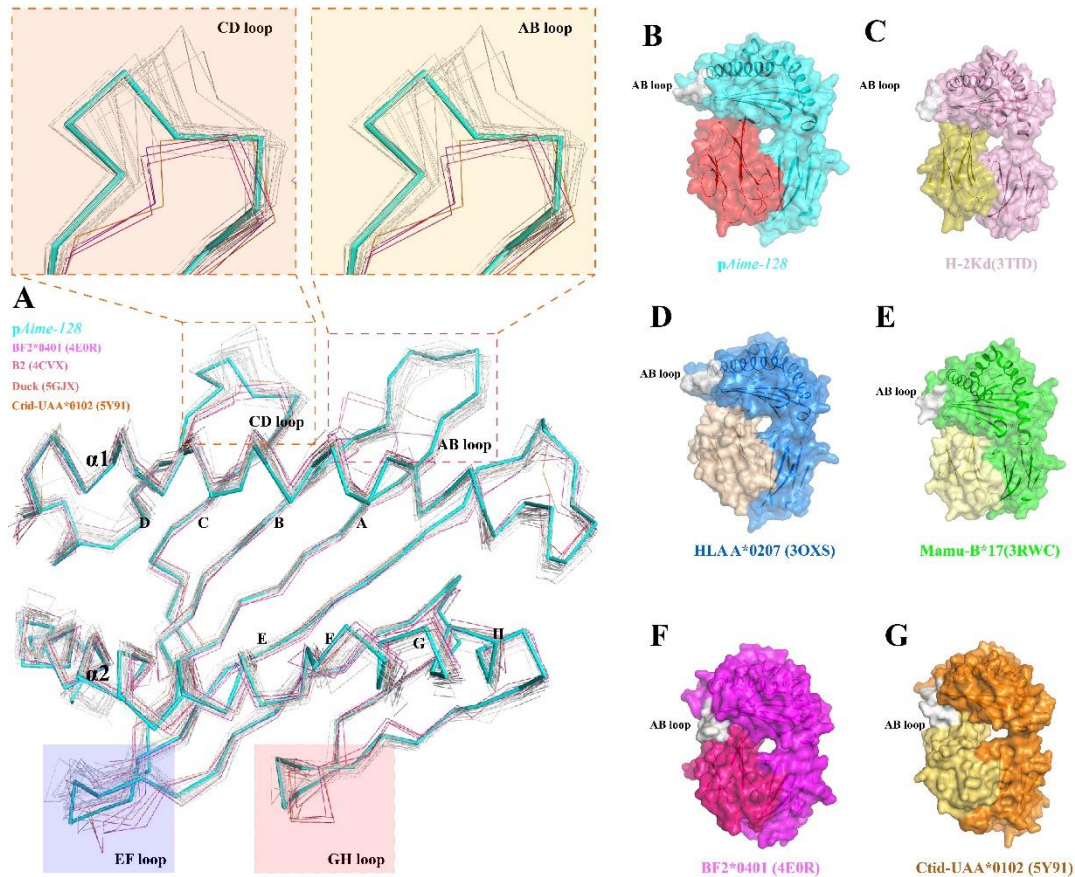 CD loop
AB loop
A
pAime-128
BF2*0401 (4E0R)
B2 (4CVX)
Duck (5GJX)
Ctid-UAA*0102 (5Y91)
CD loop
AB loop
α1
D
C
B
A
E
F
G
H
α2
EF loop
GH loop
B
AB loop
pAime-128
C
AB loop
H-2Kd(3TID)
D
AB loop
HLAA*0207 (3OXS)
E
AB loop
Mamu-B*17(3RWC)
F
AB loop
BF2*0401 (4E0R)
G
AB loop
Ctid-UAA*0102 (5Y91)